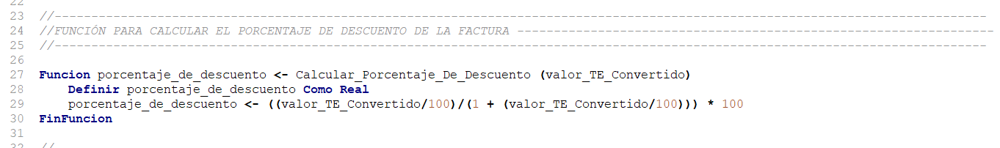 22
23 //-------------------------------------------------------------------------------------------------------------------------------
24 //FUNCIÓN PARA CALCULAR EL PORCENTAJE DE DESCUENTO DE LA FACTURA -----------------------------------------------------------------
25 //-------------------------------------------------------------------------------------------------------------------------------
26
27 Funcion porcentaje_de_descuento <- Calcular_Porcentaje_De_Descuento (valor_TE_Convertido)
28     Definir porcentaje_de_descuento Como Real
29     porcentaje_de_descuento <- ((valor_TE_Convertido/100)/(1 + (valor_TE_Convertido/100))) * 100
30 FinFuncion
31
32 //